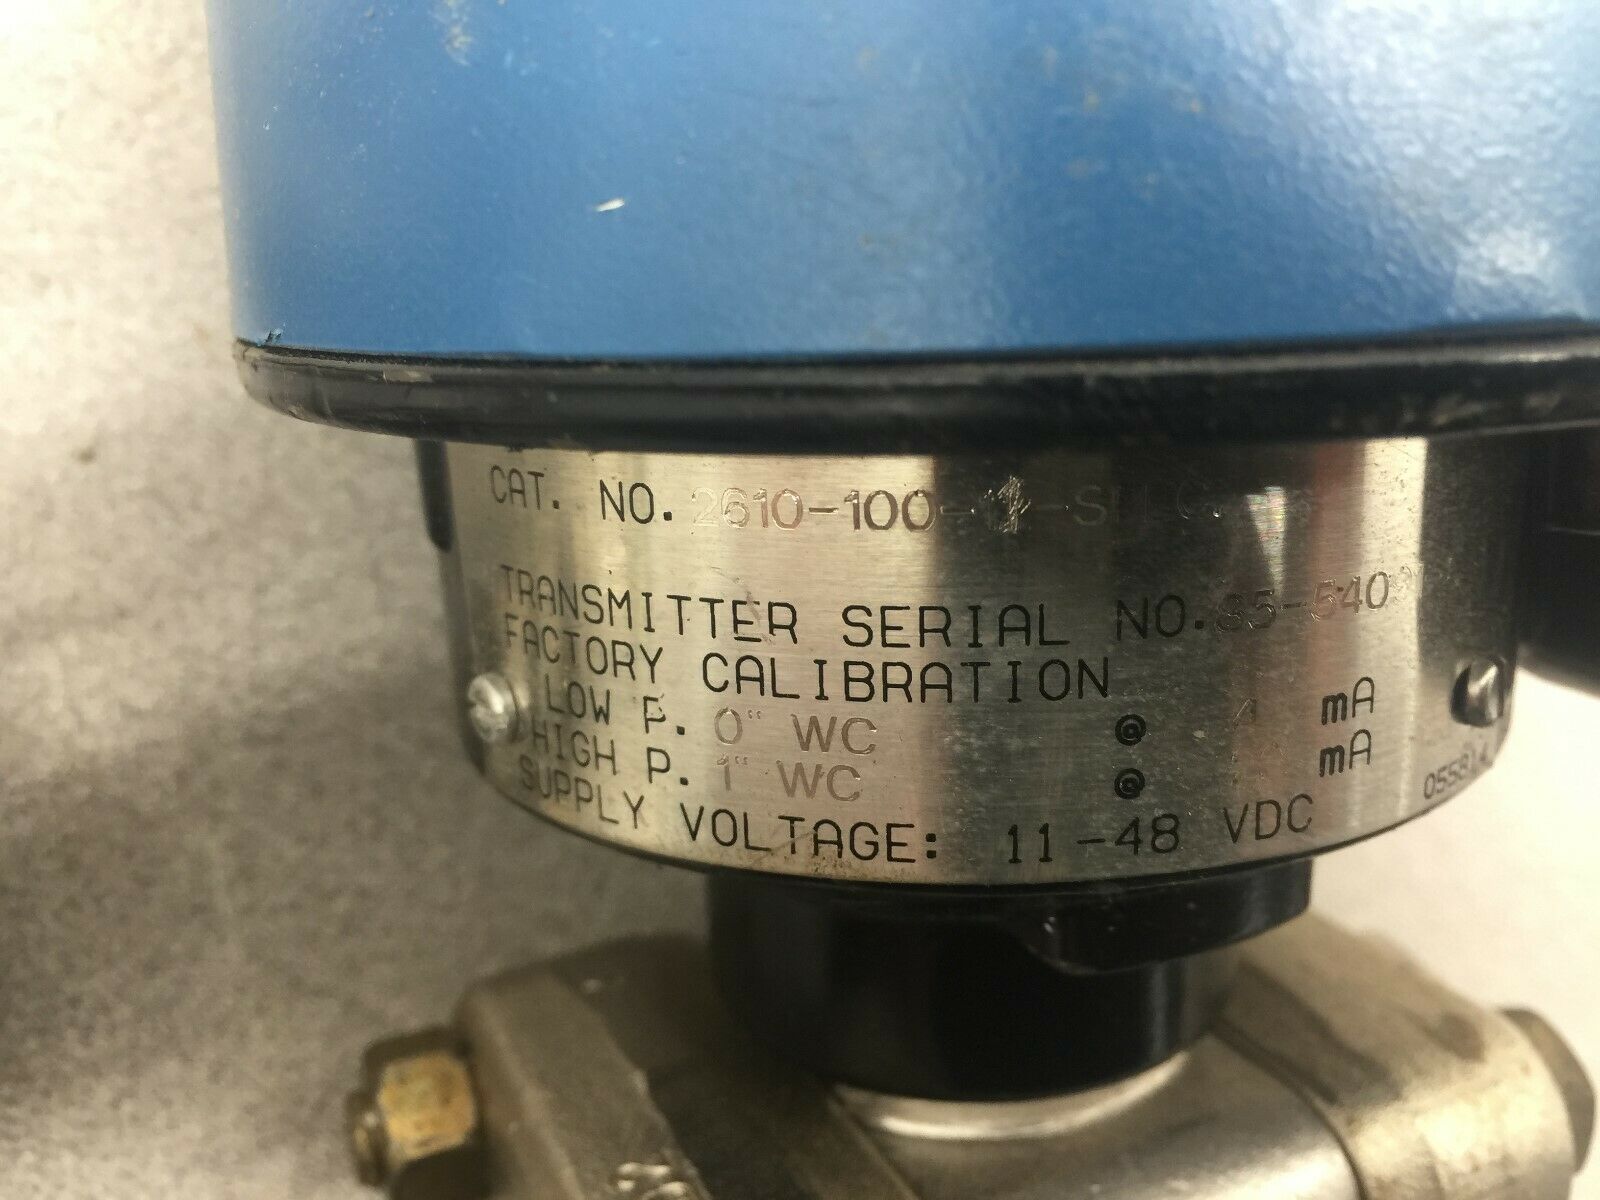 CAT. NO. 2610-100-
TRANSMITTER SERIAL NO.
FACTORY CALIBRATION
LOW P. 0" WC @ 4 mA
HIGH P. 1" WC @ mA
SUPPLY VOLTAGE: 11-48 VDC